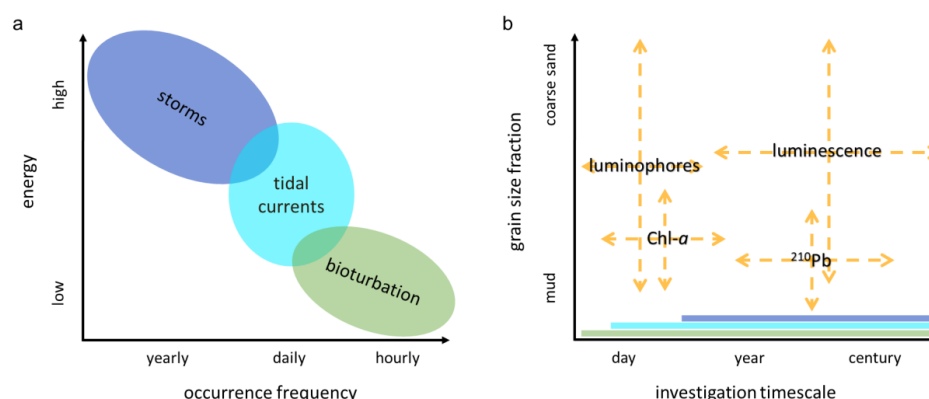 a
high
energy
low
storms
tidal
currents
bioturbation
yearly
daily
hourly
occurrence frequency
b
coarse sand
grain size fraction
mud
luminophores
luminescence
Chl-a
²¹⁰Pb
day
year
century
investigation timescale